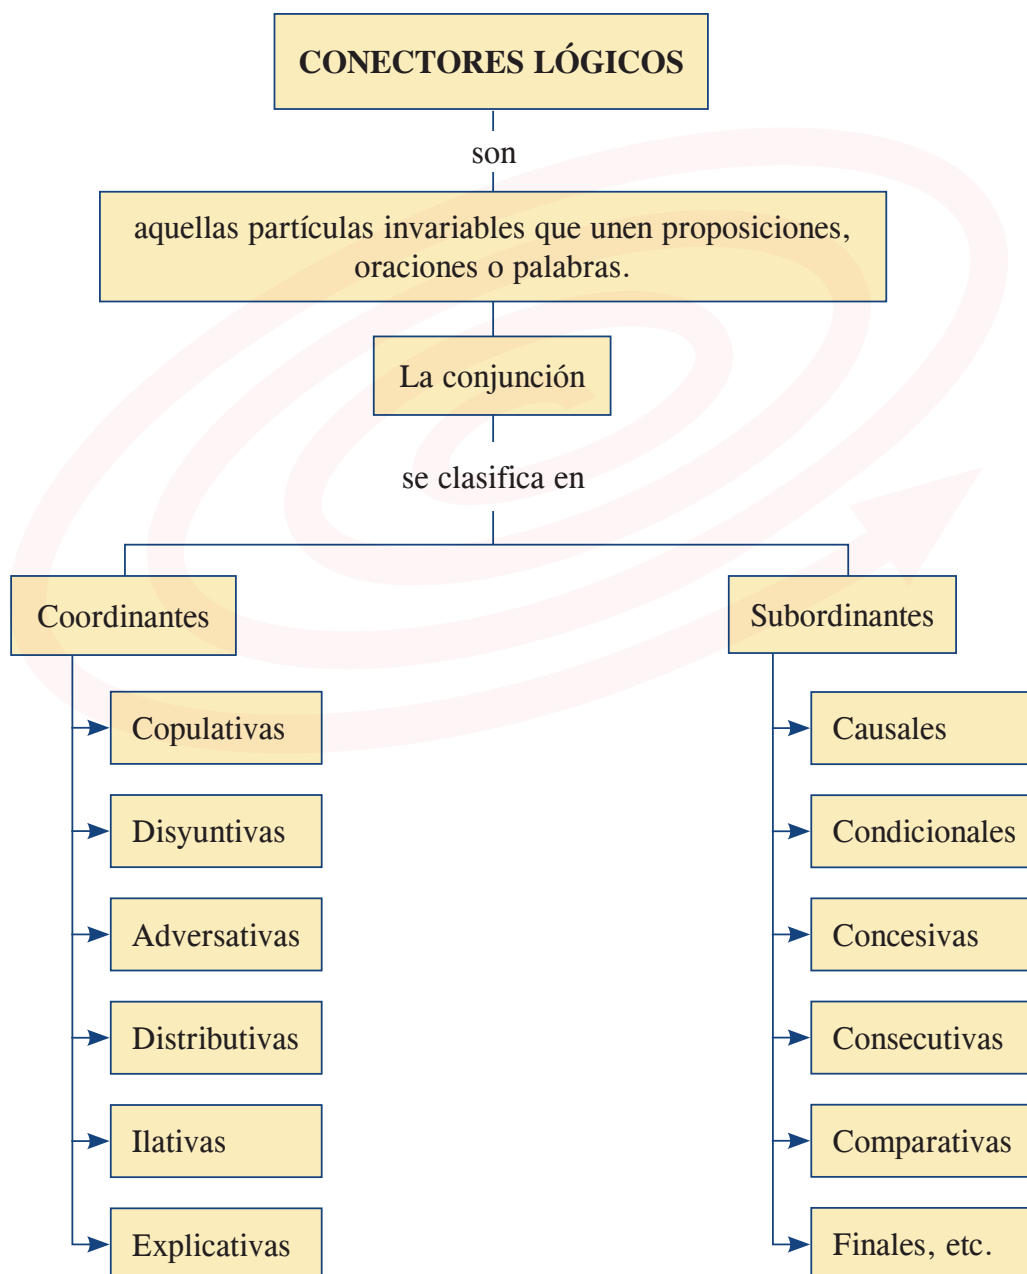 CONECTORES LÓGICOS
son
aquellas partículas invariables que unen proposiciones,
oraciones o palabras.
La conjunción
se clasifica en
Coordinantes
Copulativas
Disyuntivas
Adversativas
Distributivas
Ilativas
Explicativas
Subordinantes
Causales
Condicionales
Concesivas
Consecutivas
Comparativas
Finales, etc.